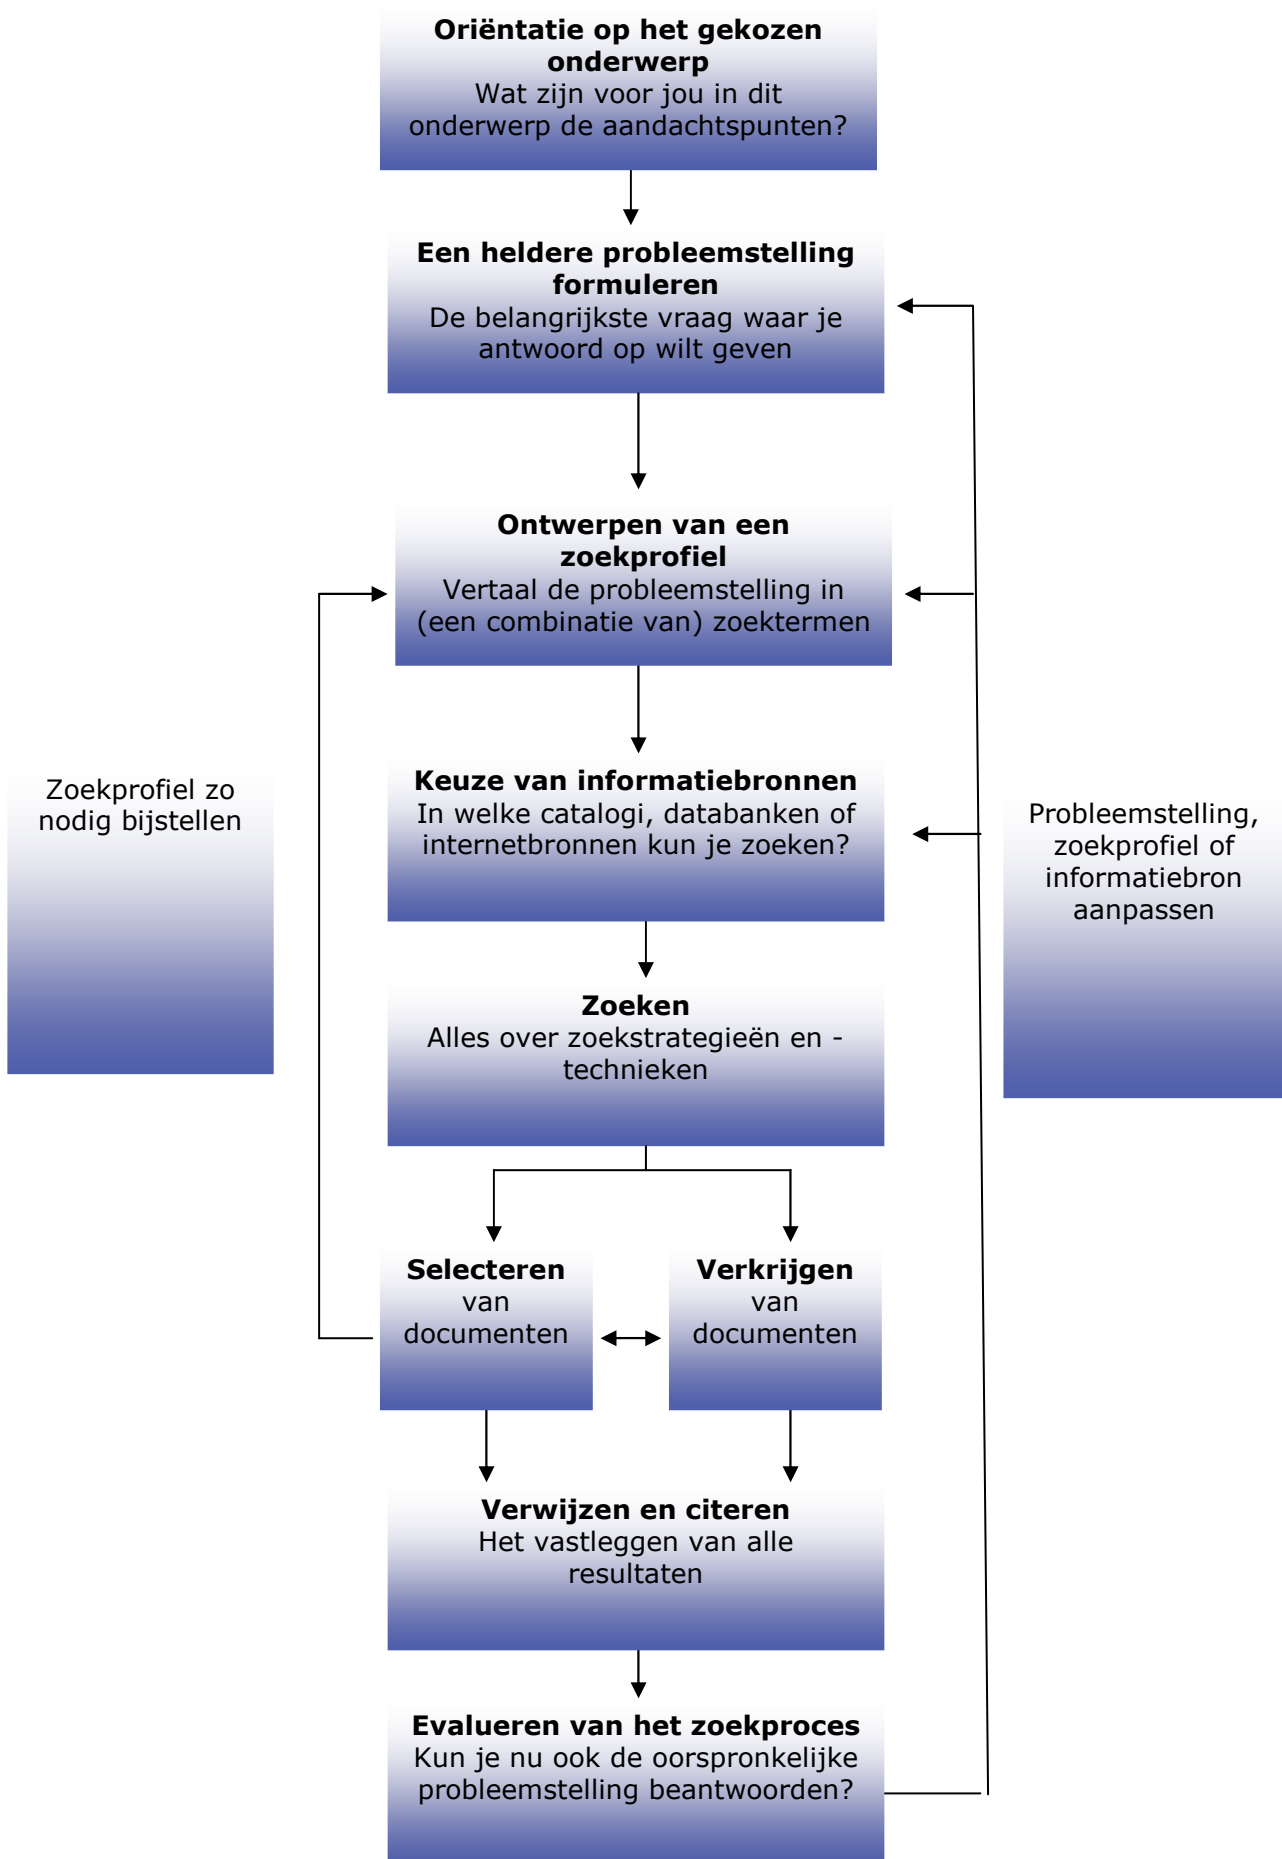 Oriëntatie op het gekozen
onderwerp
Wat zijn voor jou in dit
onderwerp de aandachtspunten?
Een heldere probleemstelling
formuleren
De belangrijkste vraag waar je
antwoord op wilt geven
Ontwerpen van een
zoekprofiel
Vertaal de probleemstelling in
(een combinatie van) zoektermen
Zoekprofiel zo
nodig bijstellen
Keuze van informatiebronnen
In welke catalogi, databanken of
internetbronnen kun je zoeken?
Probleemstelling,
zoekprofiel of
informatiebron
aanpassen
Zoeken
Alles over zoekstrategieën en -
technieken
Selecteren
van
documenten
Verkrijgen
van
documenten
Verwijzen en citeren
Het vastleggen van alle
resultaten
Evalueren van het zoekproces
Kun je nu ook de oorspronkelijke
probleemstelling beantwoorden?